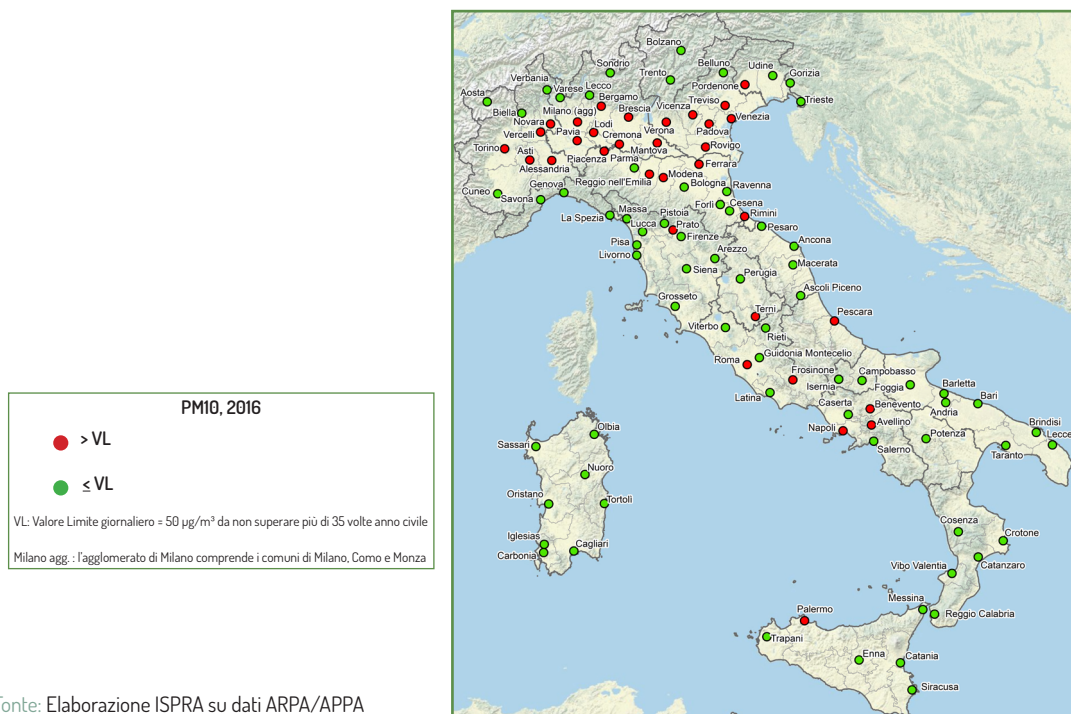 PM10, 2016
> VL
≤ VL
VL: Valore Limite giornaliero = 50 µg/m³ da non superare più di 35 volte anno civile
Milano agg. : l'agglomerato di Milano comprende i comuni di Milano, Como e Monza
Fonte: Elaborazione ISPRA su dati ARPA/APPA
Bolzano
Sondrio
Belluno
Udine
Trento
Gorizia
Verbania
Varese
Lecco
Pordenone
Aosta
Bergamo
Treviso
Trieste
Biella
Milano (agg)
Brescia
Vicenza
Novara
Lodi
Venezia
Vercelli
Pavia
Cremona
Verona
Padova
Torino
Asti
Mantova
Rovigo
Piacenza
Parma
Ferrara
Alessandria
Modena
Reggio nell'Emilia
Bologna
Ravenna
Cuneo
Genova
Savona
Forlì
Cesena
Massa
Pistoia
Rimini
La Spezia
Lucca
Prato
Pesaro
Firenze
Pisa
Arezzo
Ancona
Livorno
Macerata
Siena
Perugia
Grosseto
Ascoli Piceno
Terni
Pescara
Viterbo
Rieti
Roma
Guidonia Montecelio
Frosinone
Campobasso
Isernia
Foggia
Barletta
Latina
Caserta
Benevento
Andria
Bari
Napoli
Avellino
Potenza
Brindisi
Lecce
Salerno
Taranto
Olbia
Sassari
Nuoro
Oristano
Tortolì
Iglesias
Carbonia
Cagliari
Cosenza
Crotone
Vibo Valentia
Catanzaro
Messina
Reggio Calabria
Palermo
Trapani
Enna
Catania
Siracusa